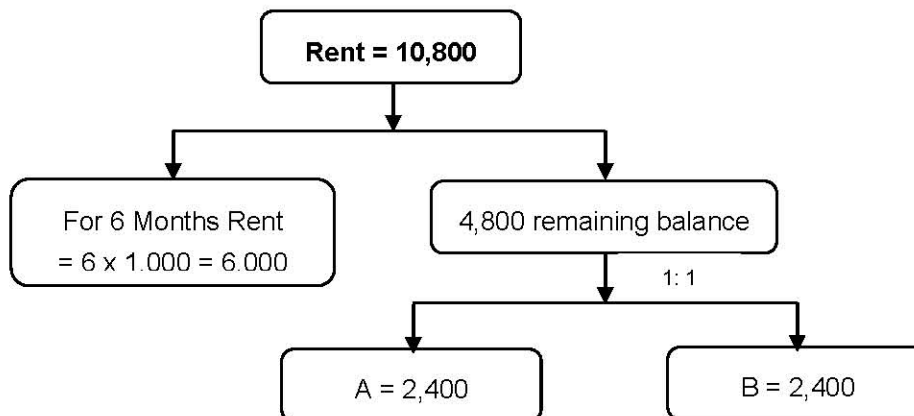 Rent = 10,800
For 6 Months Rent
= 6 x 1.000 = 6.000
4,800 remaining balance
1: 1
A = 2,400
B = 2,400